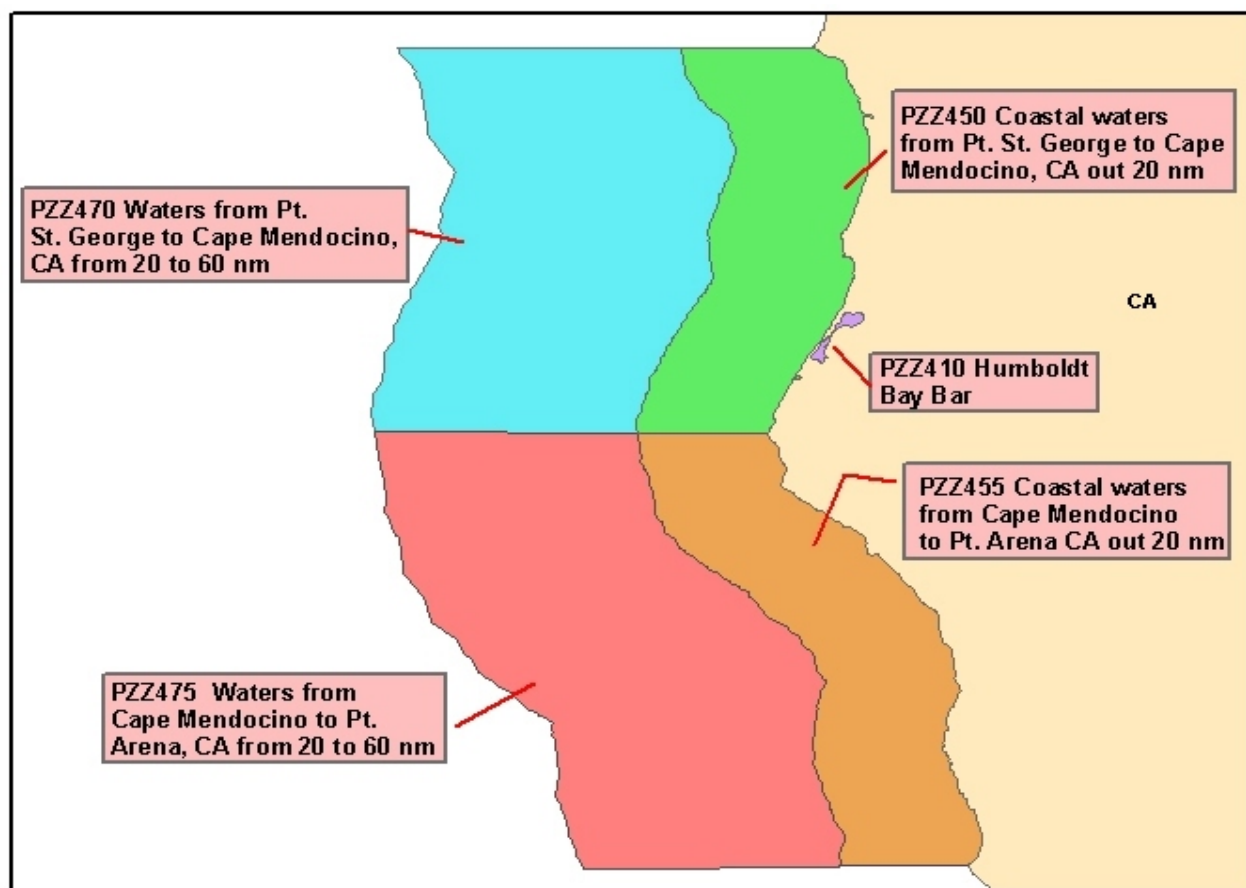 PZZ450 Coastal waters
from Pt. St. George to Cape
Mendocino, CA out 20 nm
PZZ470 Waters from Pt.
St. George to Cape Mendocino,
CA from 20 to 60 nm
CA
PZZ410 Humboldt
Bay Bar
PZZ455 Coastal waters
from Cape Mendocino
to Pt. Arena CA out 20 nm
PZZ475  Waters from
Cape Mendocino to Pt.
Arena, CA from 20 to 60 nm